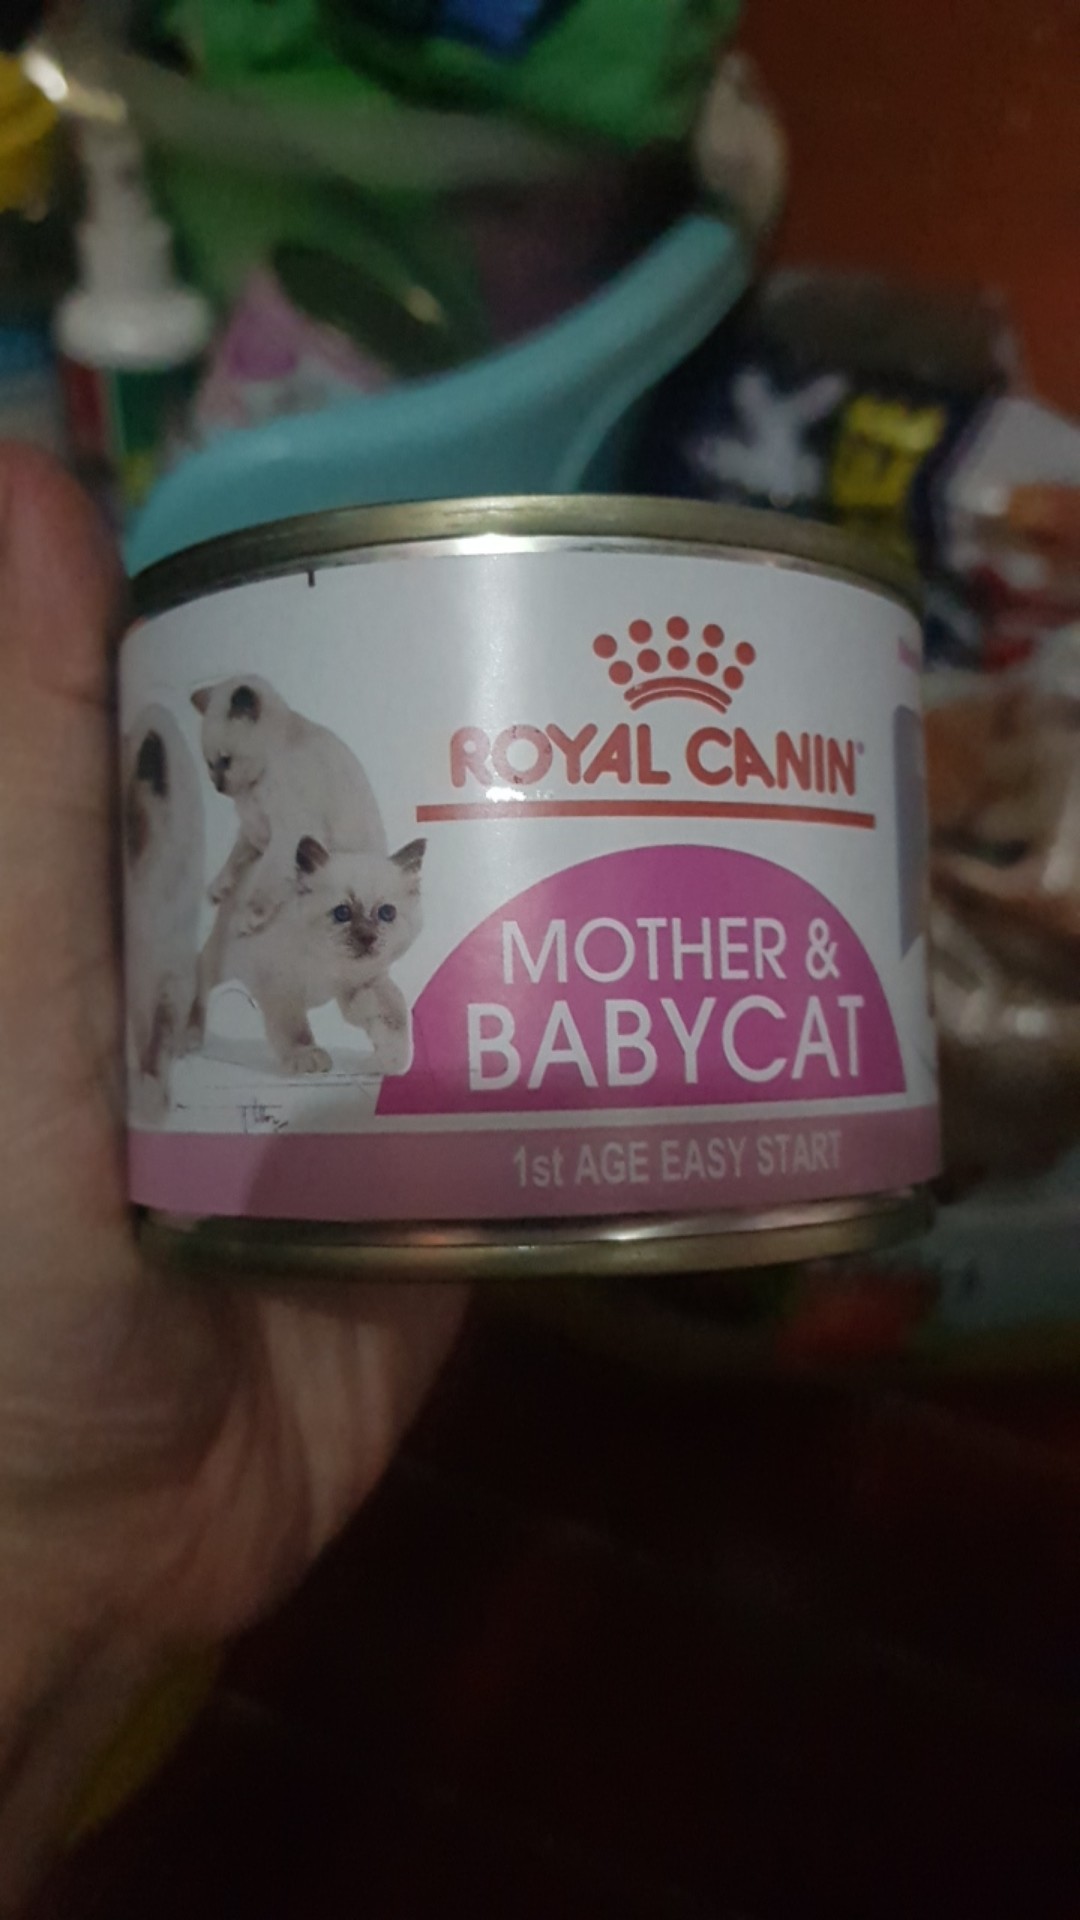 ROYAL CANIN
MOTHER &
BABYCAT
1st AGE EASY START